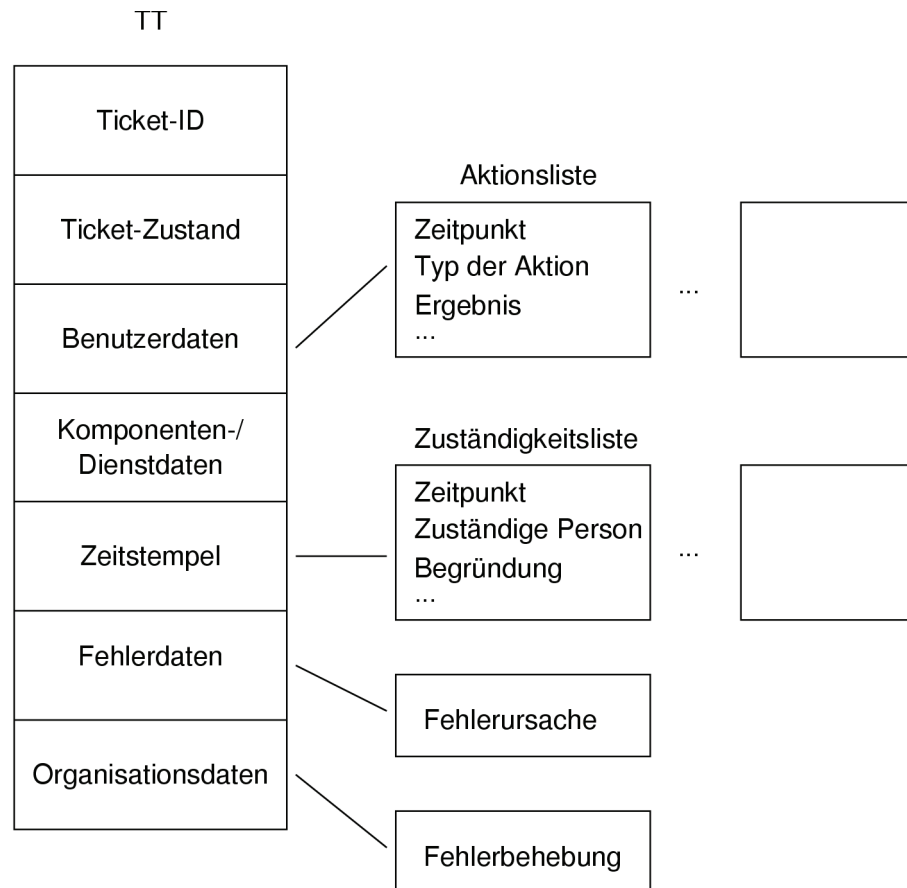 TT
Ticket-ID
Ticket-Zustand
Benutzerdaten
Komponenten-/
Dienstdaten
Zeitstempel
Fehlerdaten
Organisationsdaten
Aktionsliste
Zeitpunkt
Typ der Aktion
Ergebnis
...
...
Zuständigkeitsliste
Zeitpunkt
Zuständige Person
Begründung
...
...
Fehlerursache
Fehlerbehebung